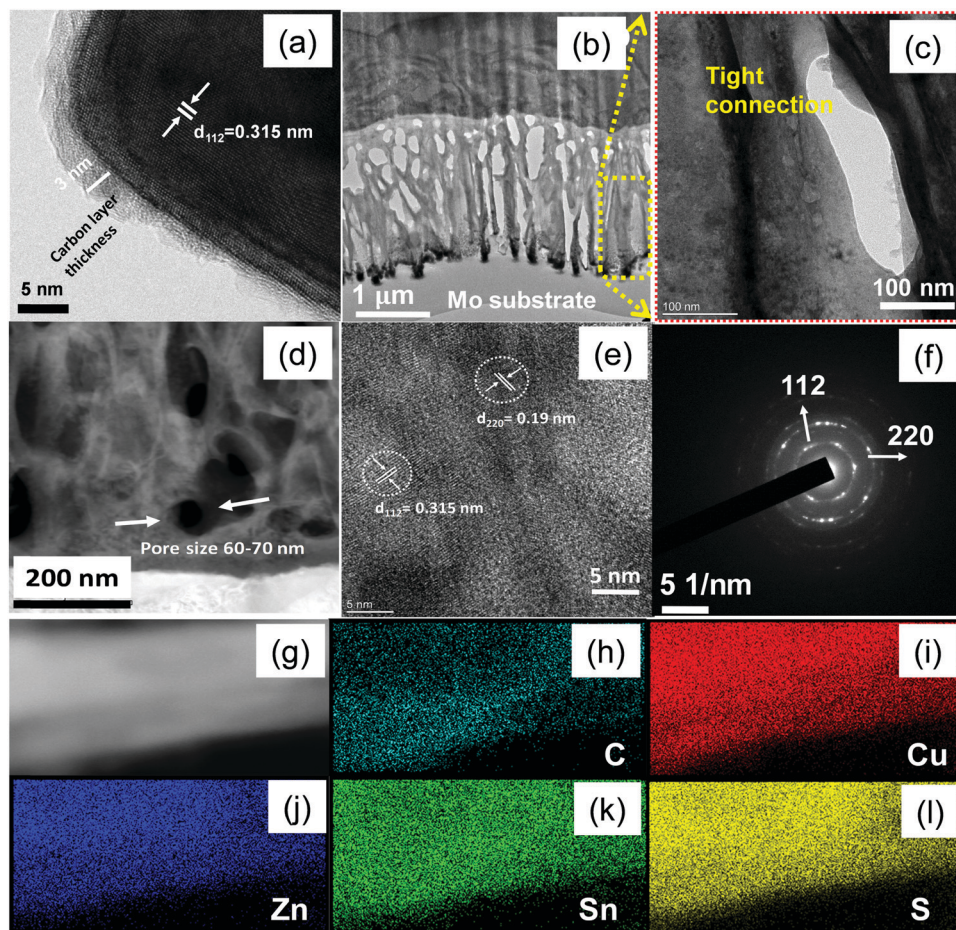 (a)
d112=0.315 nm
3 nm
Carbon layer
thickness
5 nm
(b)
1 μm
Mo substrate
(c)
Tight
connection
100 nm
100 nm
(d)
Pore size 60-70 nm
200 nm
(e)
d220= 0.19 nm
d112= 0.315 nm
5 nm
5 nm
(f)
112
220
5 1/nm
(g)
(h)
C
(i)
Cu
(j)
Zn
(k)
Sn
(l)
S